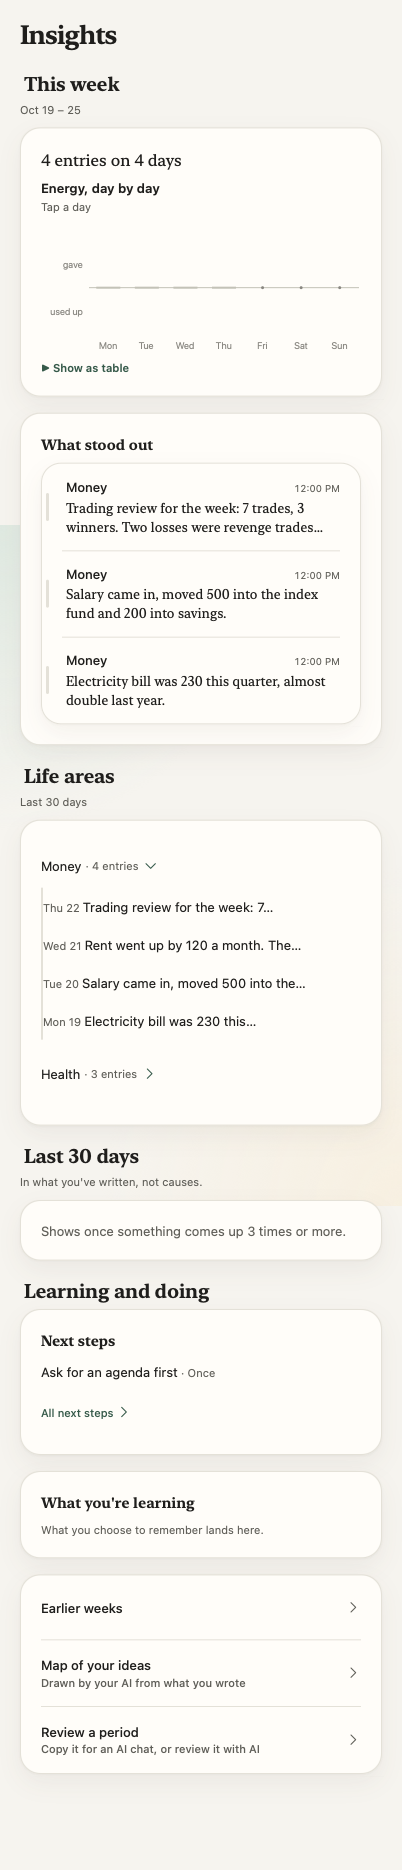 Insights
This week
Oct 19 – 25
4 entries on 4 days
Energy, day by day
Tap a day
gave
used up
Mon Tue Wed Thu Fri Sat Sun
▶ Show as table
What stood out
Money 12:00 PM
Trading review for the week: 7 trades, 3
winners. Two losses were revenge trades...
Money 12:00 PM
Salary came in, moved 500 into the index
fund and 200 into savings.
Money 12:00 PM
Electricity bill was 230 this quarter, almost
double last year.
Life areas
Last 30 days
Money · 4 entries
Thu 22 Trading review for the week: 7...
Wed 21 Rent went up by 120 a month. The...
Tue 20 Salary came in, moved 500 into the...
Mon 19 Electricity bill was 230 this...
Health · 3 entries
Last 30 days
In what you've written, not causes.
Shows once something comes up 3 times or more.
Learning and doing
Next steps
Ask for an agenda first · Once
All next steps
What you're learning
What you choose to remember lands here.
Earlier weeks
Map of your ideas
Drawn by your AI from what you wrote
Review a period
Copy it for an AI chat, or review it with AI